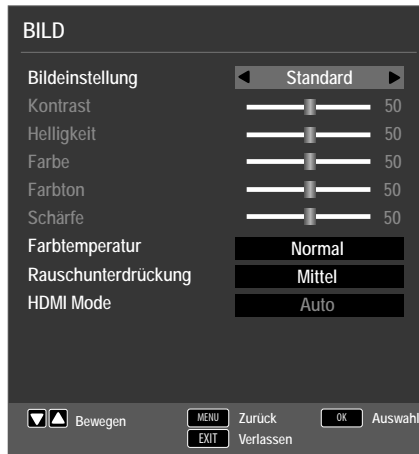 BILD
Bildeinstellung Standard
Kontrast 50
Helligkeit 50
Farbe 50
Farbton 50
Schärfe 50
Farbtemperatur Normal
Rauschunterdrückung Mittel
HDMI Mode Auto
Bewegen MENU Zurück OK Auswahl
EXIT Verlassen